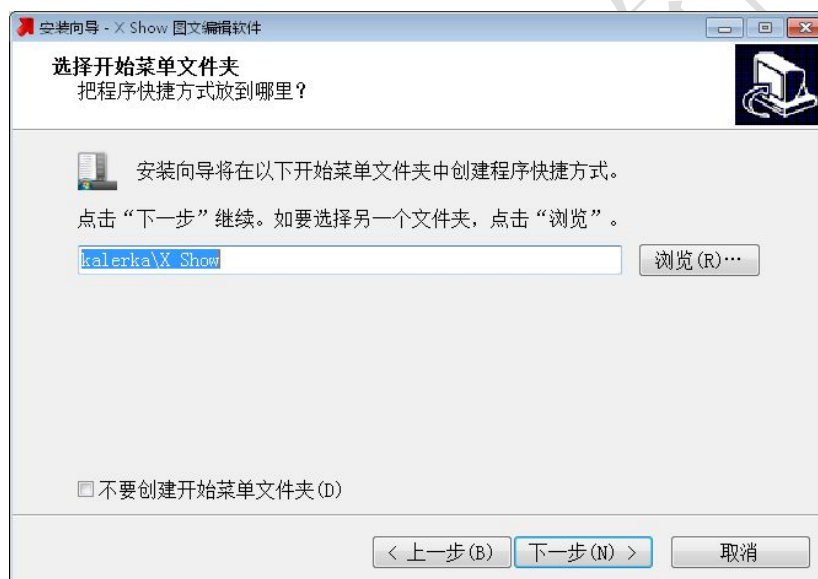 安装向导 - X Show 图文编辑软件
选择开始菜单文件夹
把程序快捷方式放到哪里？
安装向导将在以下开始菜单文件夹中创建程序快捷方式。
点击“下一步”继续。如要选择另一个文件夹，点击“浏览”。
kalerka\X Show
浏览(R)…
不要创建开始菜单文件夹(D)
< 上一步(B)
下一步(N) >
取消